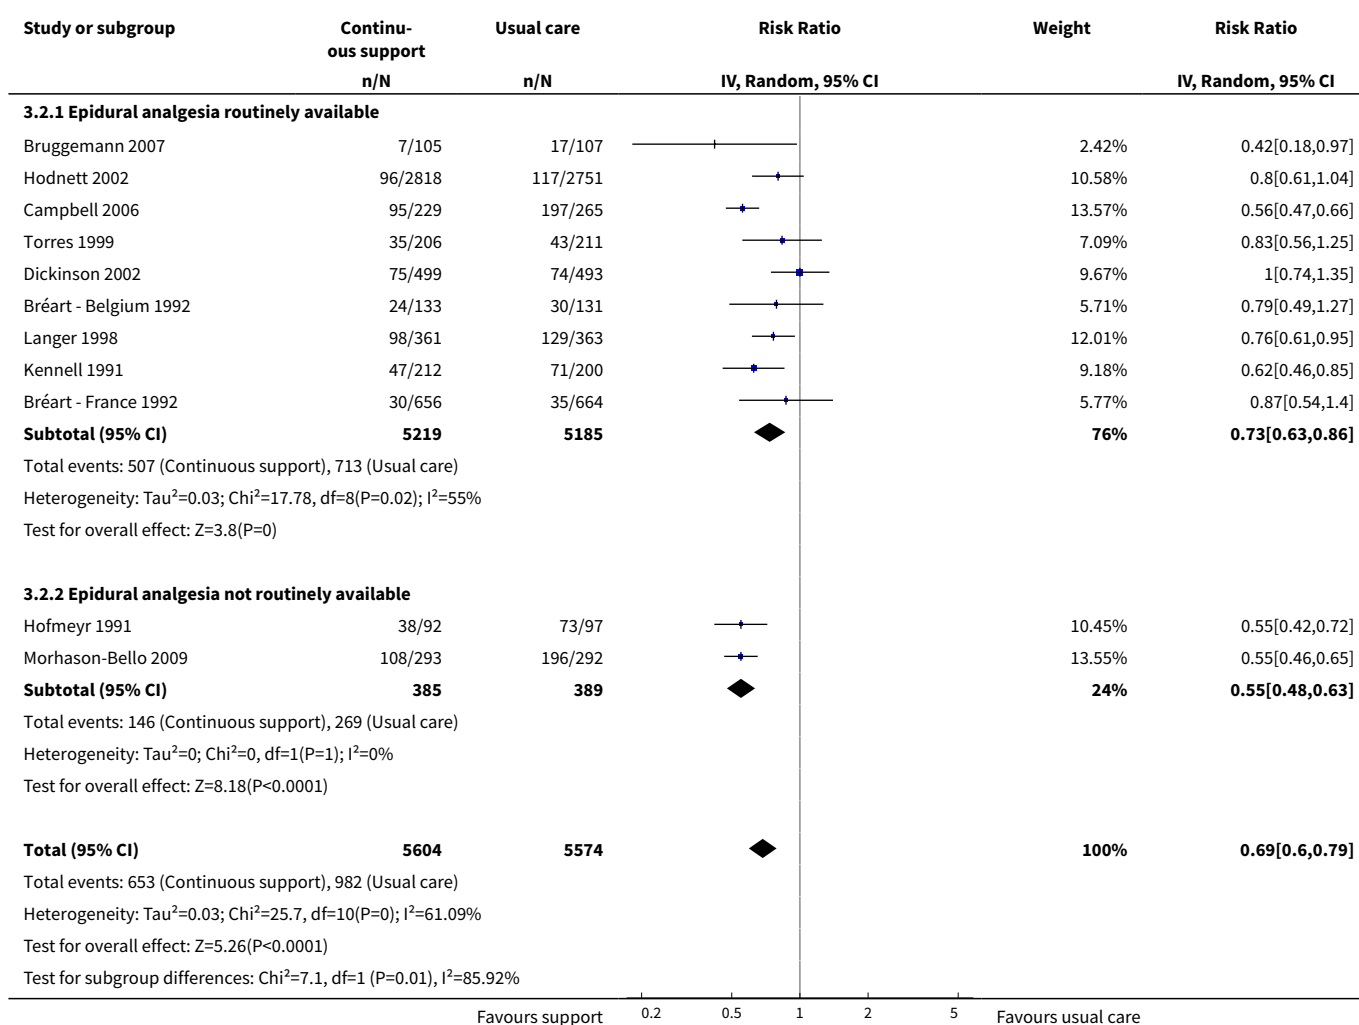 Study or subgroup Continu- Usual care Risk Ratio Weight Risk Ratio
ous support
n/N n/N IV, Random, 95% CI IV, Random, 95% CI
3.2.1 Epidural analgesia routinely available
Bruggemann 2007 7/105 17/107 2.42% 0.42[0.18,0.97]
Hodnett 2002 96/2818 117/2751 10.58% 0.8[0.61,1.04]
Campbell 2006 95/229 197/265 13.57% 0.56[0.47,0.66]
Torres 1999 35/206 43/211 7.09% 0.83[0.56,1.25]
Dickinson 2002 75/499 74/493 9.67% 1[0.74,1.35]
Bréart - Belgium 1992 24/133 30/131 5.71% 0.79[0.49,1.27]
Langer 1998 98/361 129/363 12.01% 0.76[0.61,0.95]
Kennell 1991 47/212 71/200 9.18% 0.62[0.46,0.85]
Bréart - France 1992 30/656 35/664 5.77% 0.87[0.54,1.4]
Subtotal (95% CI) 5219 5185 76% 0.73[0.63,0.86]
Total events: 507 (Continuous support), 713 (Usual care)
Heterogeneity: Tau²=0.03; Chi²=17.78, df=8(P=0.02); I²=55%
Test for overall effect: Z=3.8(P=0)
3.2.2 Epidural analgesia not routinely available
Hofmeyr 1991 38/92 73/97 10.45% 0.55[0.42,0.72]
Morhason-Bello 2009 108/293 196/292 13.55% 0.55[0.46,0.65]
Subtotal (95% CI) 385 389 24% 0.55[0.48,0.63]
Total events: 146 (Continuous support), 269 (Usual care)
Heterogeneity: Tau²=0; Chi²=0, df=1(P=1); I²=0%
Test for overall effect: Z=8.18(P<0.0001)
Total (95% CI) 5604 5574 100% 0.69[0.6,0.79]
Total events: 653 (Continuous support), 982 (Usual care)
Heterogeneity: Tau²=0.03; Chi²=25.7, df=10(P=0); I²=61.09%
Test for overall effect: Z=5.26(P<0.0001)
Test for subgroup differences: Chi²=7.1, df=1 (P=0.01), I²=85.92%
Favours support 0.2 0.5 1 2 5 Favours usual care